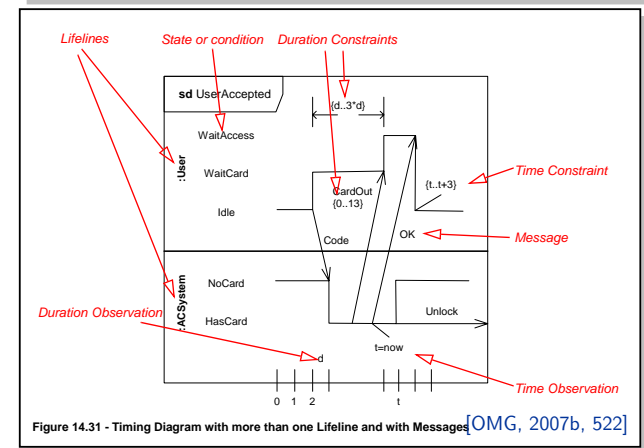 Lifelines State or condition Duration Constraints
sd UserAccepted
{d..3*d}
WaitAccess
:User
WaitCard
Time Constraint
{t..t+3}
CardOut
{0..13}
Idle
Code
OK
Message
:ACSystem
NoCard
Duration Observation
HasCard
Unlock
t=now
d
Time Observation
0 1 2 t
Figure 14.31 - Timing Diagram with more than one Lifeline and with Messages [OMG, 2007b, 522]